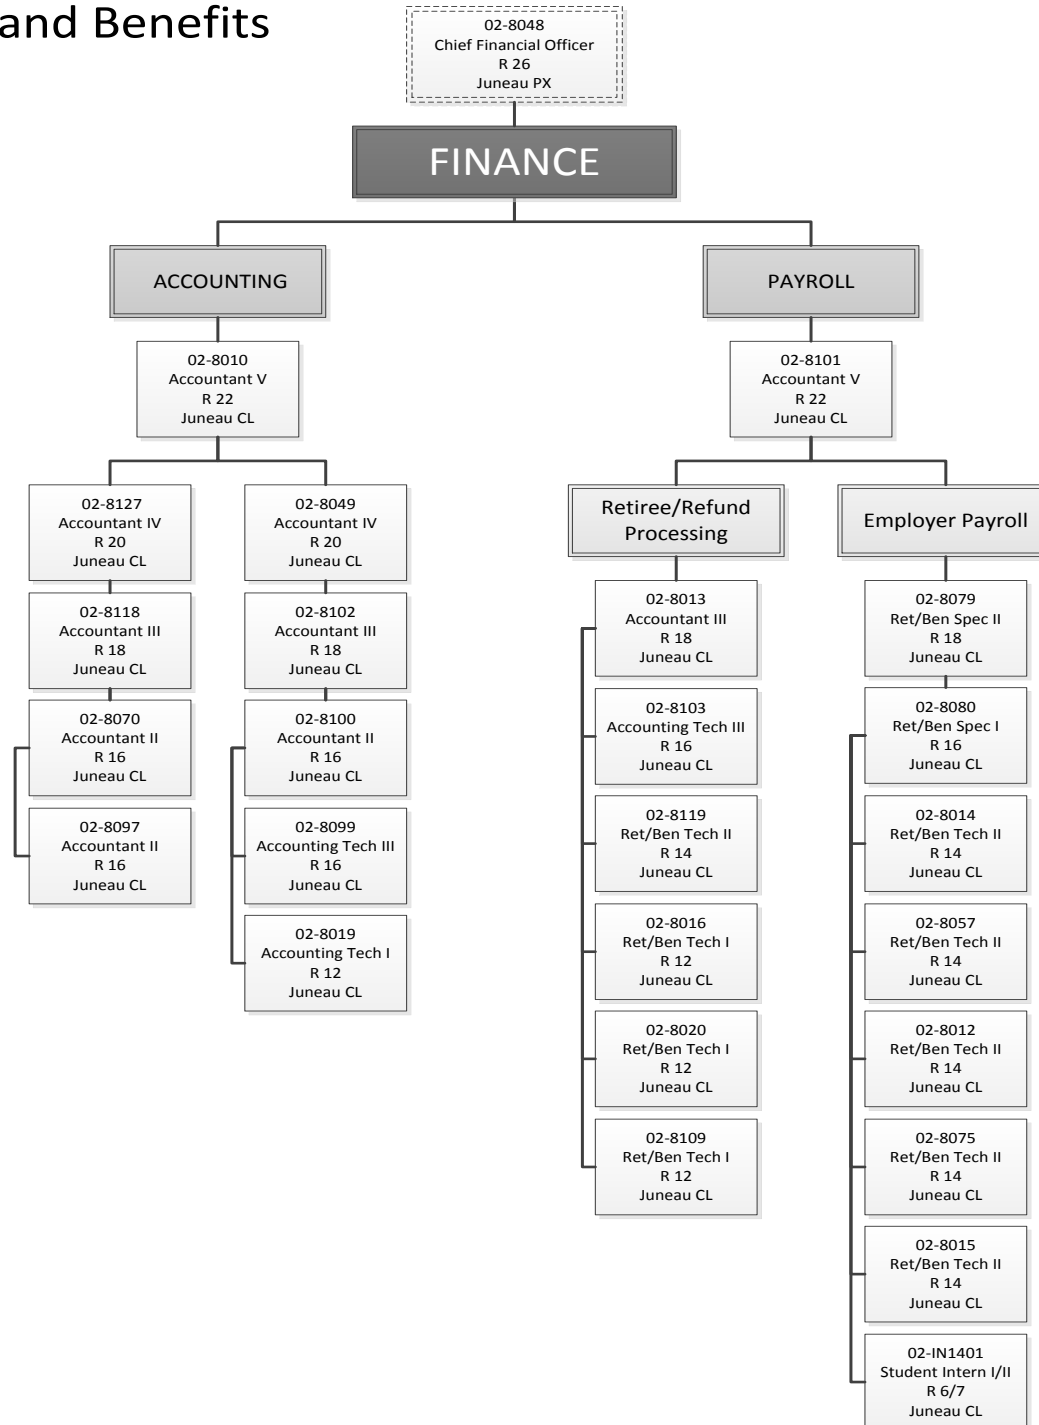 and Benefits
02-8048
Chief Financial Officer
R 26
Juneau PX
FINANCE
ACCOUNTING
02-8010
Accountant V
R 22
Juneau CL
02-8127
Accountant IV
R 20
Juneau CL
02-8118
Accountant III
R 18
Juneau CL
02-8070
Accountant II
R 16
Juneau CL
02-8097
Accountant II
R 16
Juneau CL
02-8049
Accountant IV
R 20
Juneau CL
02-8102
Accountant III
R 18
Juneau CL
02-8100
Accountant II
R 16
Juneau CL
02-8099
Accounting Tech III
R 16
Juneau CL
02-8019
Accounting Tech I
R 12
Juneau CL
PAYROLL
02-8101
Accountant V
R 22
Juneau CL
Retiree/Refund
Processing
02-8013
Accountant III
R 18
Juneau CL
02-8103
Accounting Tech III
R 16
Juneau CL
02-8119
Ret/Ben Tech II
R 14
Juneau CL
02-8016
Ret/Ben Tech I
R 12
Juneau CL
02-8020
Ret/Ben Tech I
R 12
Juneau CL
02-8109
Ret/Ben Tech I
R 12
Juneau CL
Employer Payroll
02-8079
Ret/Ben Spec II
R 18
Juneau CL
02-8080
Ret/Ben Spec I
R 16
Juneau CL
02-8014
Ret/Ben Tech II
R 14
Juneau CL
02-8057
Ret/Ben Tech II
R 14
Juneau CL
02-8012
Ret/Ben Tech II
R 14
Juneau CL
02-8075
Ret/Ben Tech II
R 14
Juneau CL
02-8015
Ret/Ben Tech II
R 14
Juneau CL
02-IN1401
Student Intern I/II
R 6/7
Juneau CL